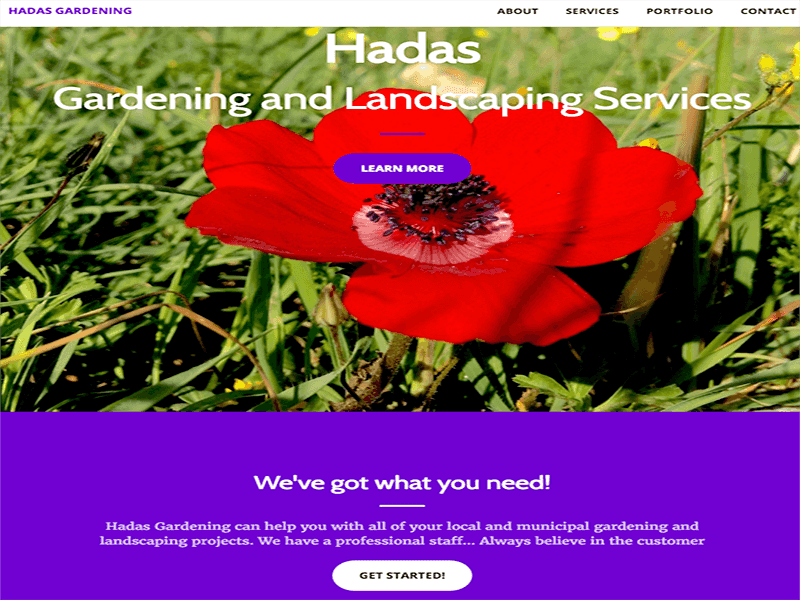 HADAS GARDENING ABOUT SERVICES PORTFOLIO CONTACT
Hadas
Gardening and Landscaping Services
LEARN MORE
We've got what you need!
Hadas Gardening can help you with all of your local and municipal gardening and
landscaping projects. We have a professional staff... Always believe in the customer
GET STARTED!